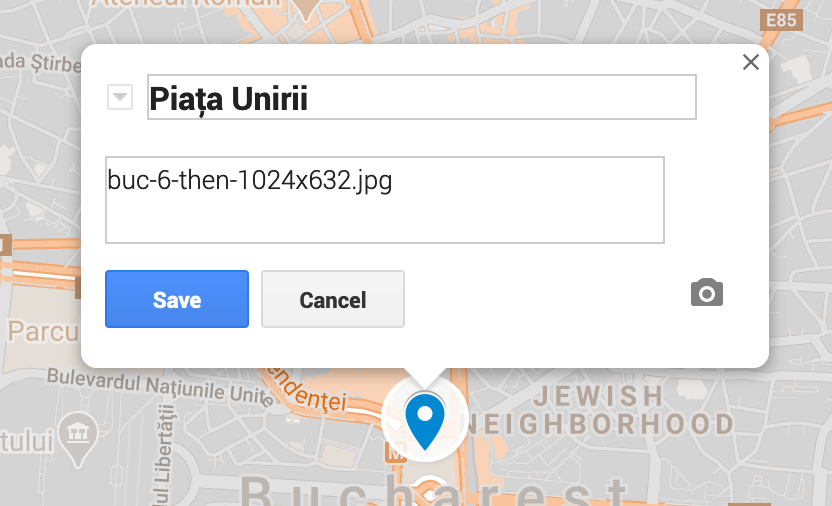 Ateneul Român
E85
da Știrbe
Piața Unirii
buc-6-then-1024x632.jpg
Save
Cancel
Parcu
Bulevardul Națiunile Unite
endenței
JEWISH
NEIGHBORHOOD
tului
ul Libertății
M
Bucharest